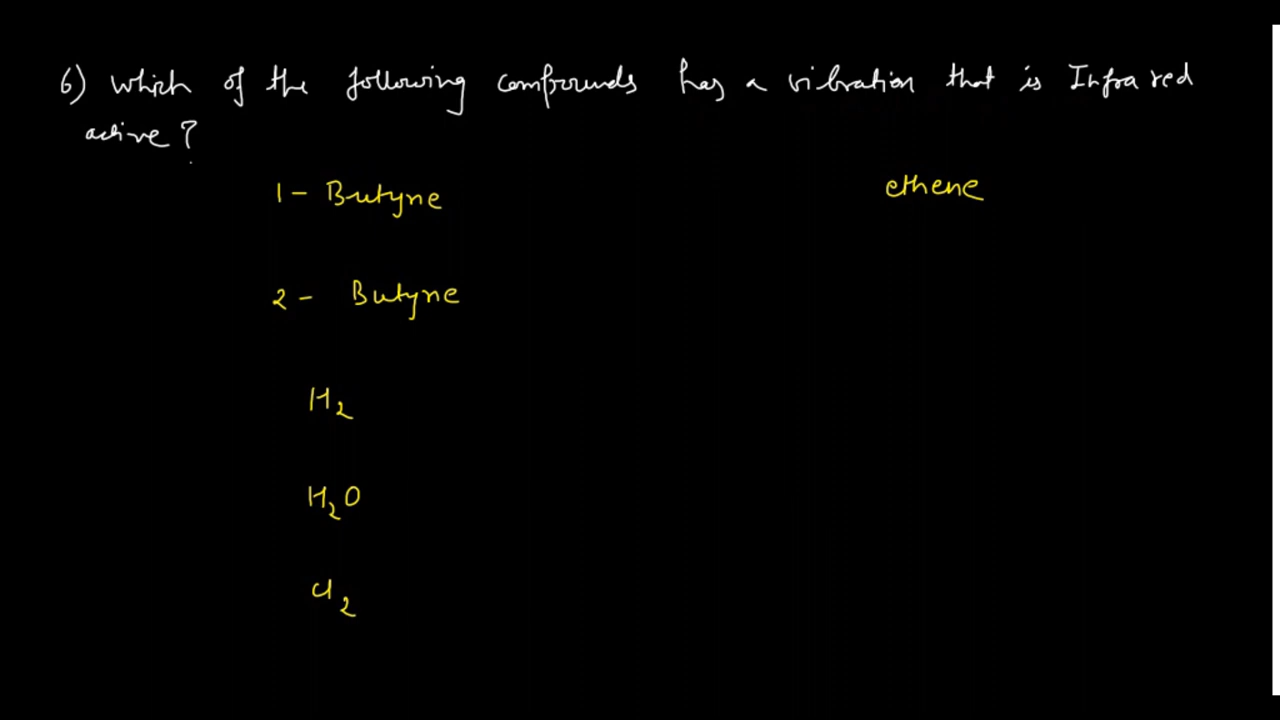 6) Which of the following compounds has a vibration that is Infrared
active?
1- Butyne
ethene
2- Butyne
H2
H2O
Cl2